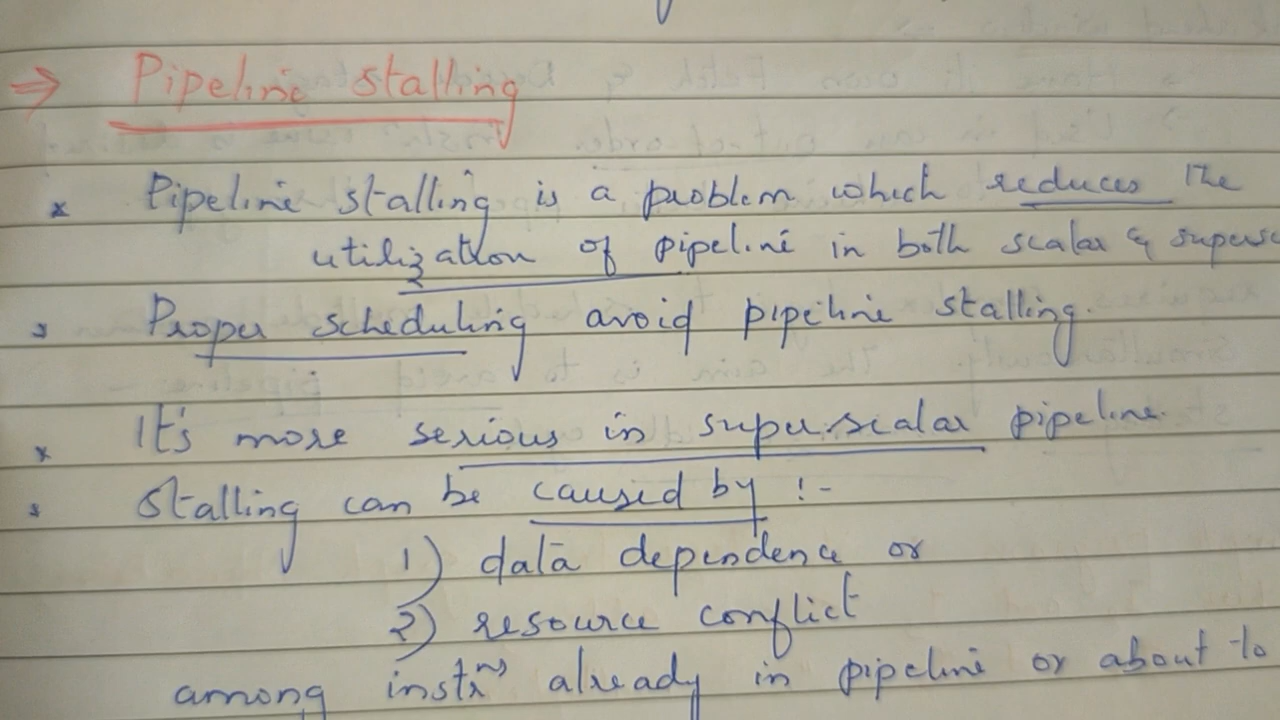 ⇒ Pipeline stalling
x Pipeline stalling is a problem which reduces the
utilization of pipeline in both scalar & supersc
Proper scheduling avoid pipeline stalling.
x It's more serious in superscalar pipeline.
Stalling can be caused by :-
1) data dependence or
2) resource conflict
among instrⁿˢ already in pipeline or about to